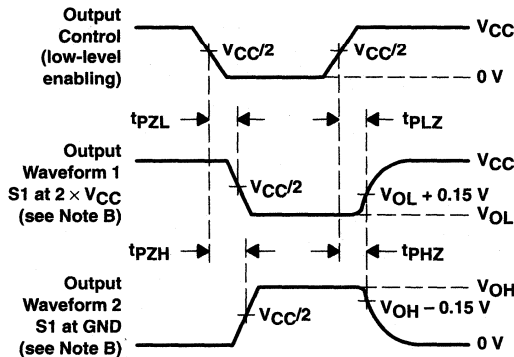 Output
Control
(low-level
enabling)
VCC/2
VCC/2
VCC
0 V
tPZL
tPLZ
Output
Waveform 1
S1 at 2 × VCC
(see Note B)
VCC/2
VCC
VOL + 0.15 V
VOL
tPZH
tPHZ
Output
Waveform 2
S1 at GND
(see Note B)
VCC/2
VOH
VOH − 0.15 V
0 V